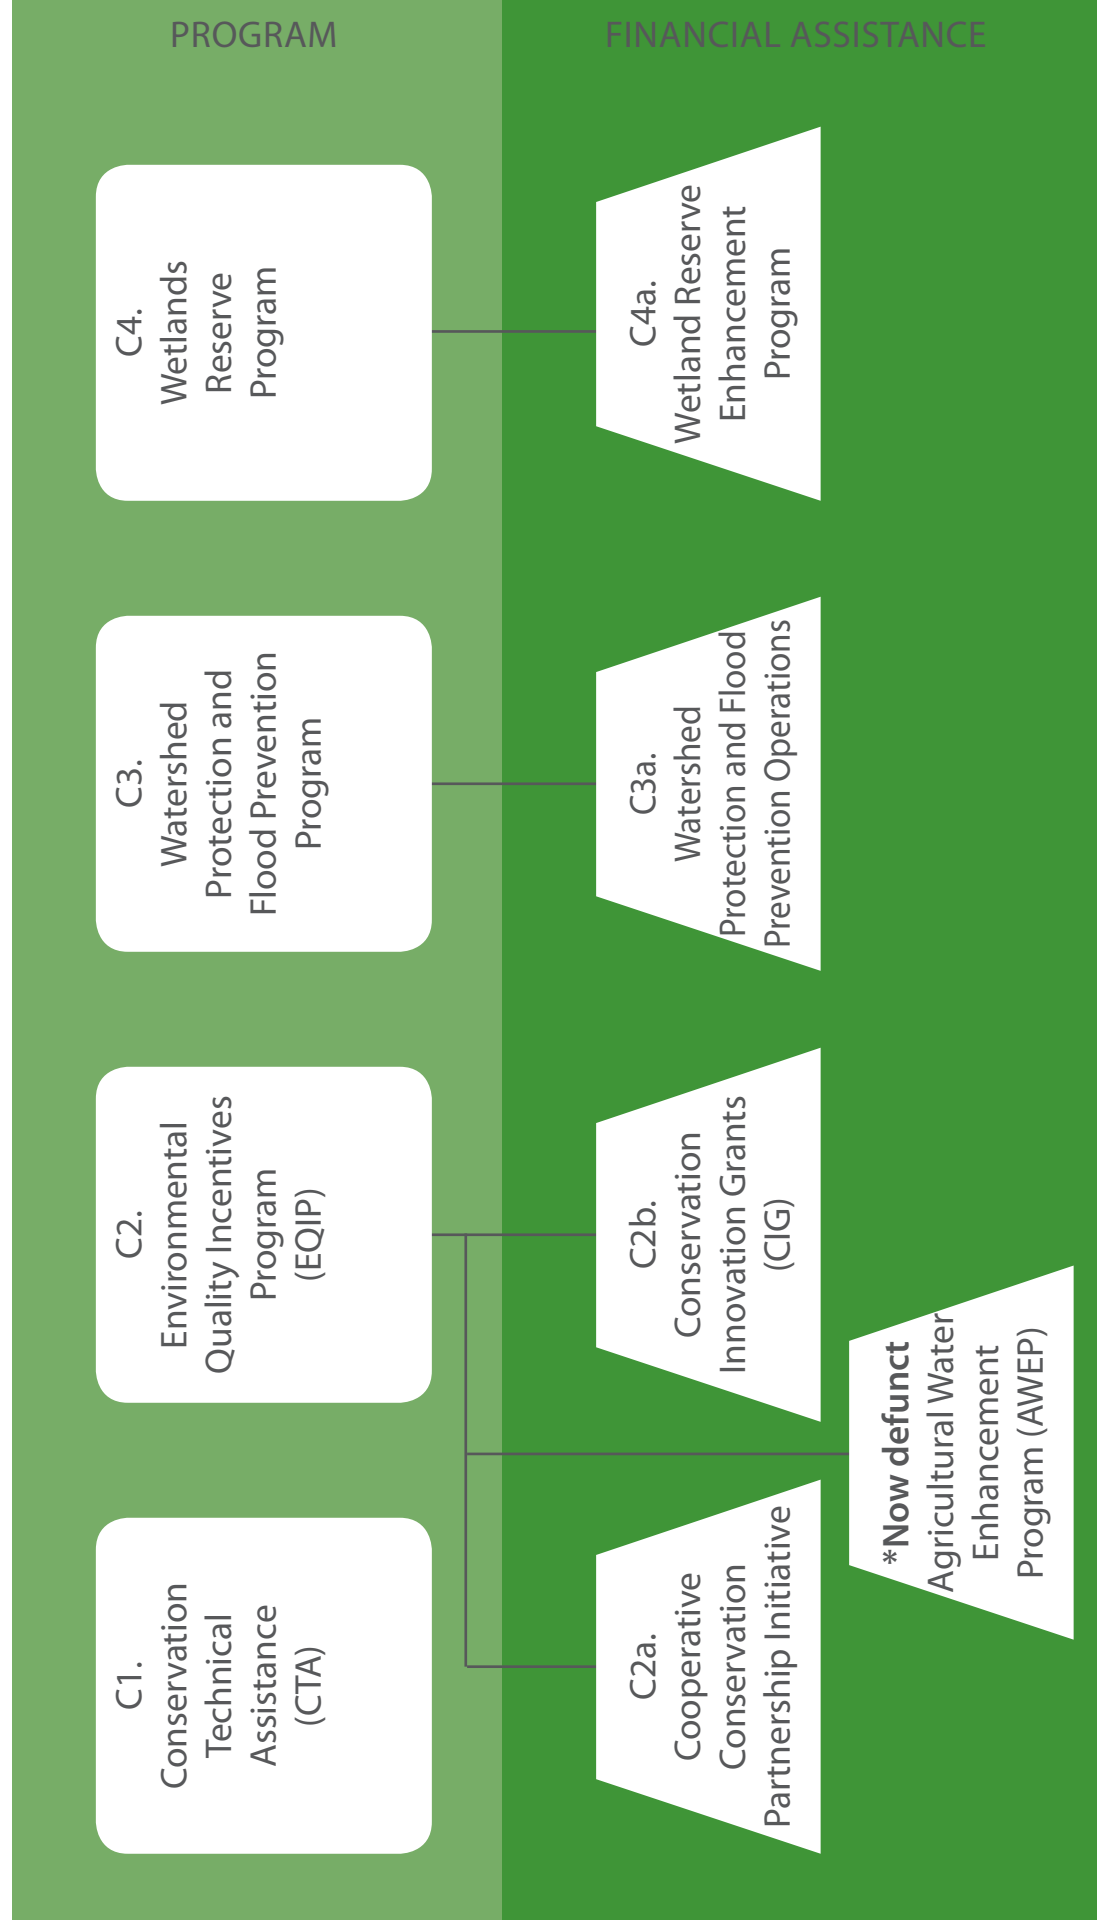 PROGRAM
FINANCIAL ASSISTANCE
C1.
Conservation
Technical
Assistance
(CTA)
C2.
Environmental
Quality Incentives
Program
(EQIP)
C3.
Watershed
Protection and
Flood Prevention
Program
C4.
Wetlands
Reserve
Program
C2a.
Cooperative
Conservation
Partnership Initiative
*Now defunct
Agricultural Water
Enhancement
Program (AWEP)
C2b.
Conservation
Innovation Grants
(CIG)
C3a.
Watershed
Protection and Flood
Prevention Operations
C4a.
Wetland Reserve
Enhancement
Program